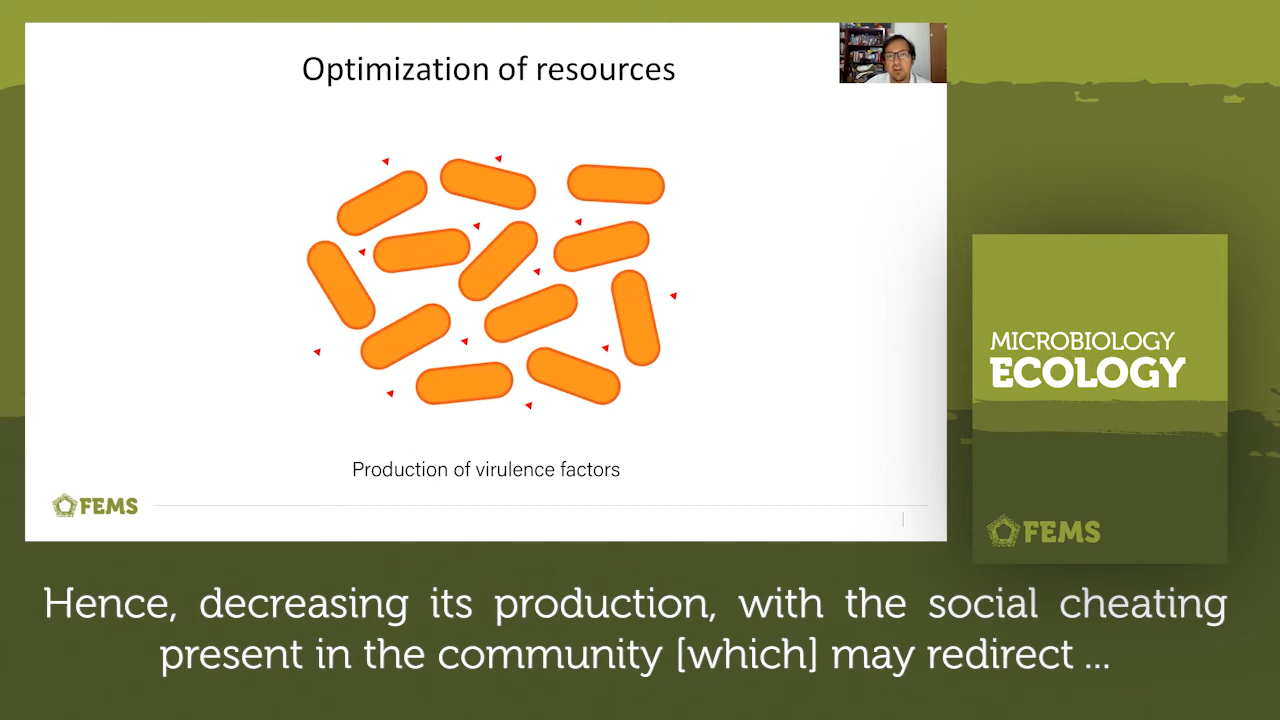 Optimization of resources
Production of virulence factors
FEMS
MICROBIOLOGY
ECOLOGY
FEMS
Hence, decreasing its production, with the social cheating
present in the community [which] may redirect ...